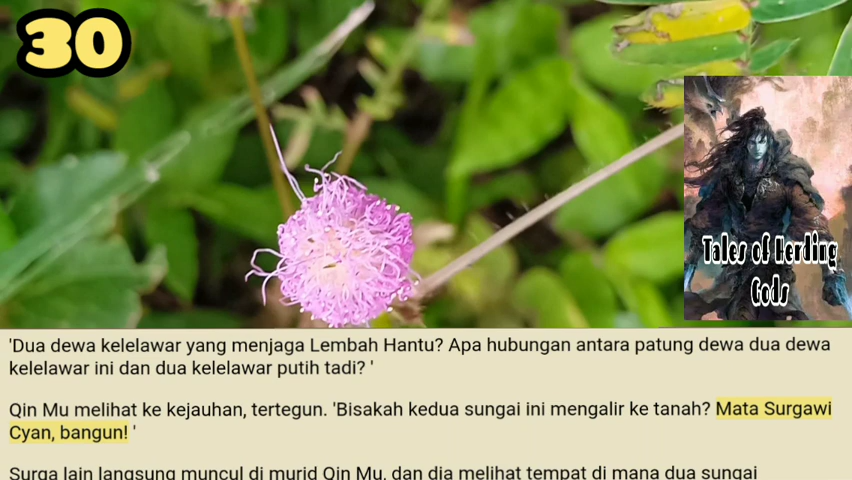 30
Tales of Herding
Gods
'Dua dewa kelelawar yang menjaga Lembah Hantu? Apa hubungan antara patung dewa dua dewa
kelelawar ini dan dua kelelawar putih tadi? '
Qin Mu melihat ke kejauhan, tertegun. 'Bisakah kedua sungai ini mengalir ke tanah? Mata Surgawi
Cyan, bangun! '
Surga lain langsung muncul di murid Qin Mu, dan dia melihat tempat di mana dua sungai